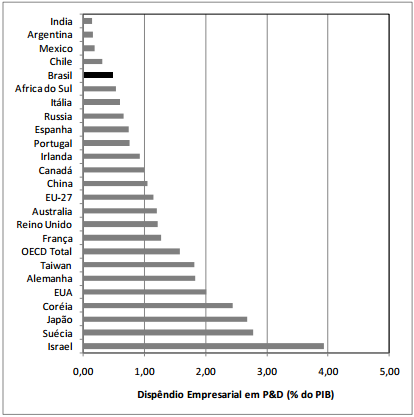 India
Argentina
Mexico
Chile
Brasil
Africa do Sul
Itália
Russia
Espanha
Portugal
Irlanda
Canadá
China
EU-27
Australia
Reino Unido
França
OECD Total
Taiwan
Alemanha
EUA
Coréia
Japão
Suécia
Israel
0,00 1,00 2,00 3,00 4,00 5,00
Dispêndio Empresarial em P&D (% do PIB)